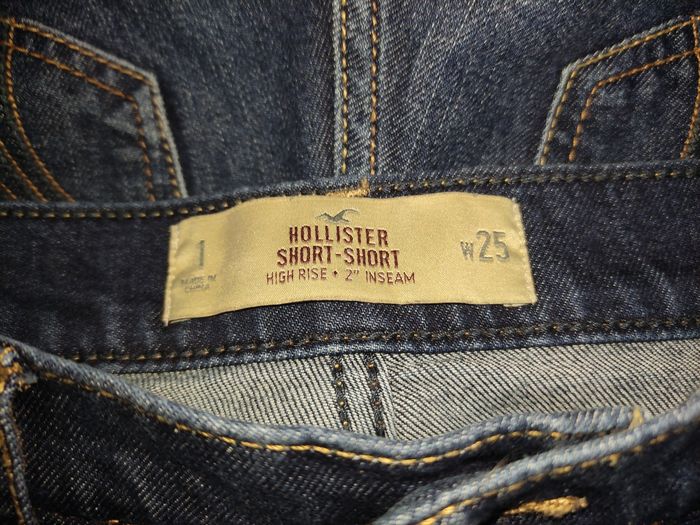 1
MADE IN
CHINA
HOLLISTER
SHORT-SHORT
HIGH RISE • 2" INSEAM
W25